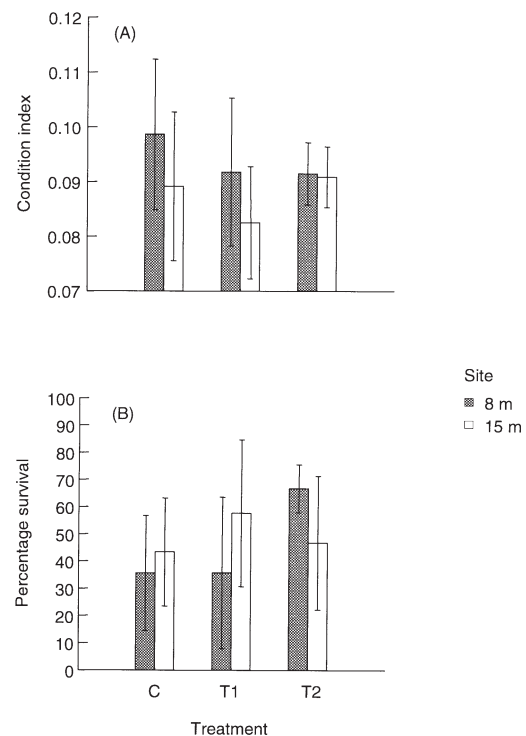 0.12
(A)
0.11
0.10
0.09
0.08
0.07
Condition index
100
90
80
70
60
50
40
30
20
10
0
(B)
Percentage survival
Site
8 m
15 m
C T1 T2
Treatment